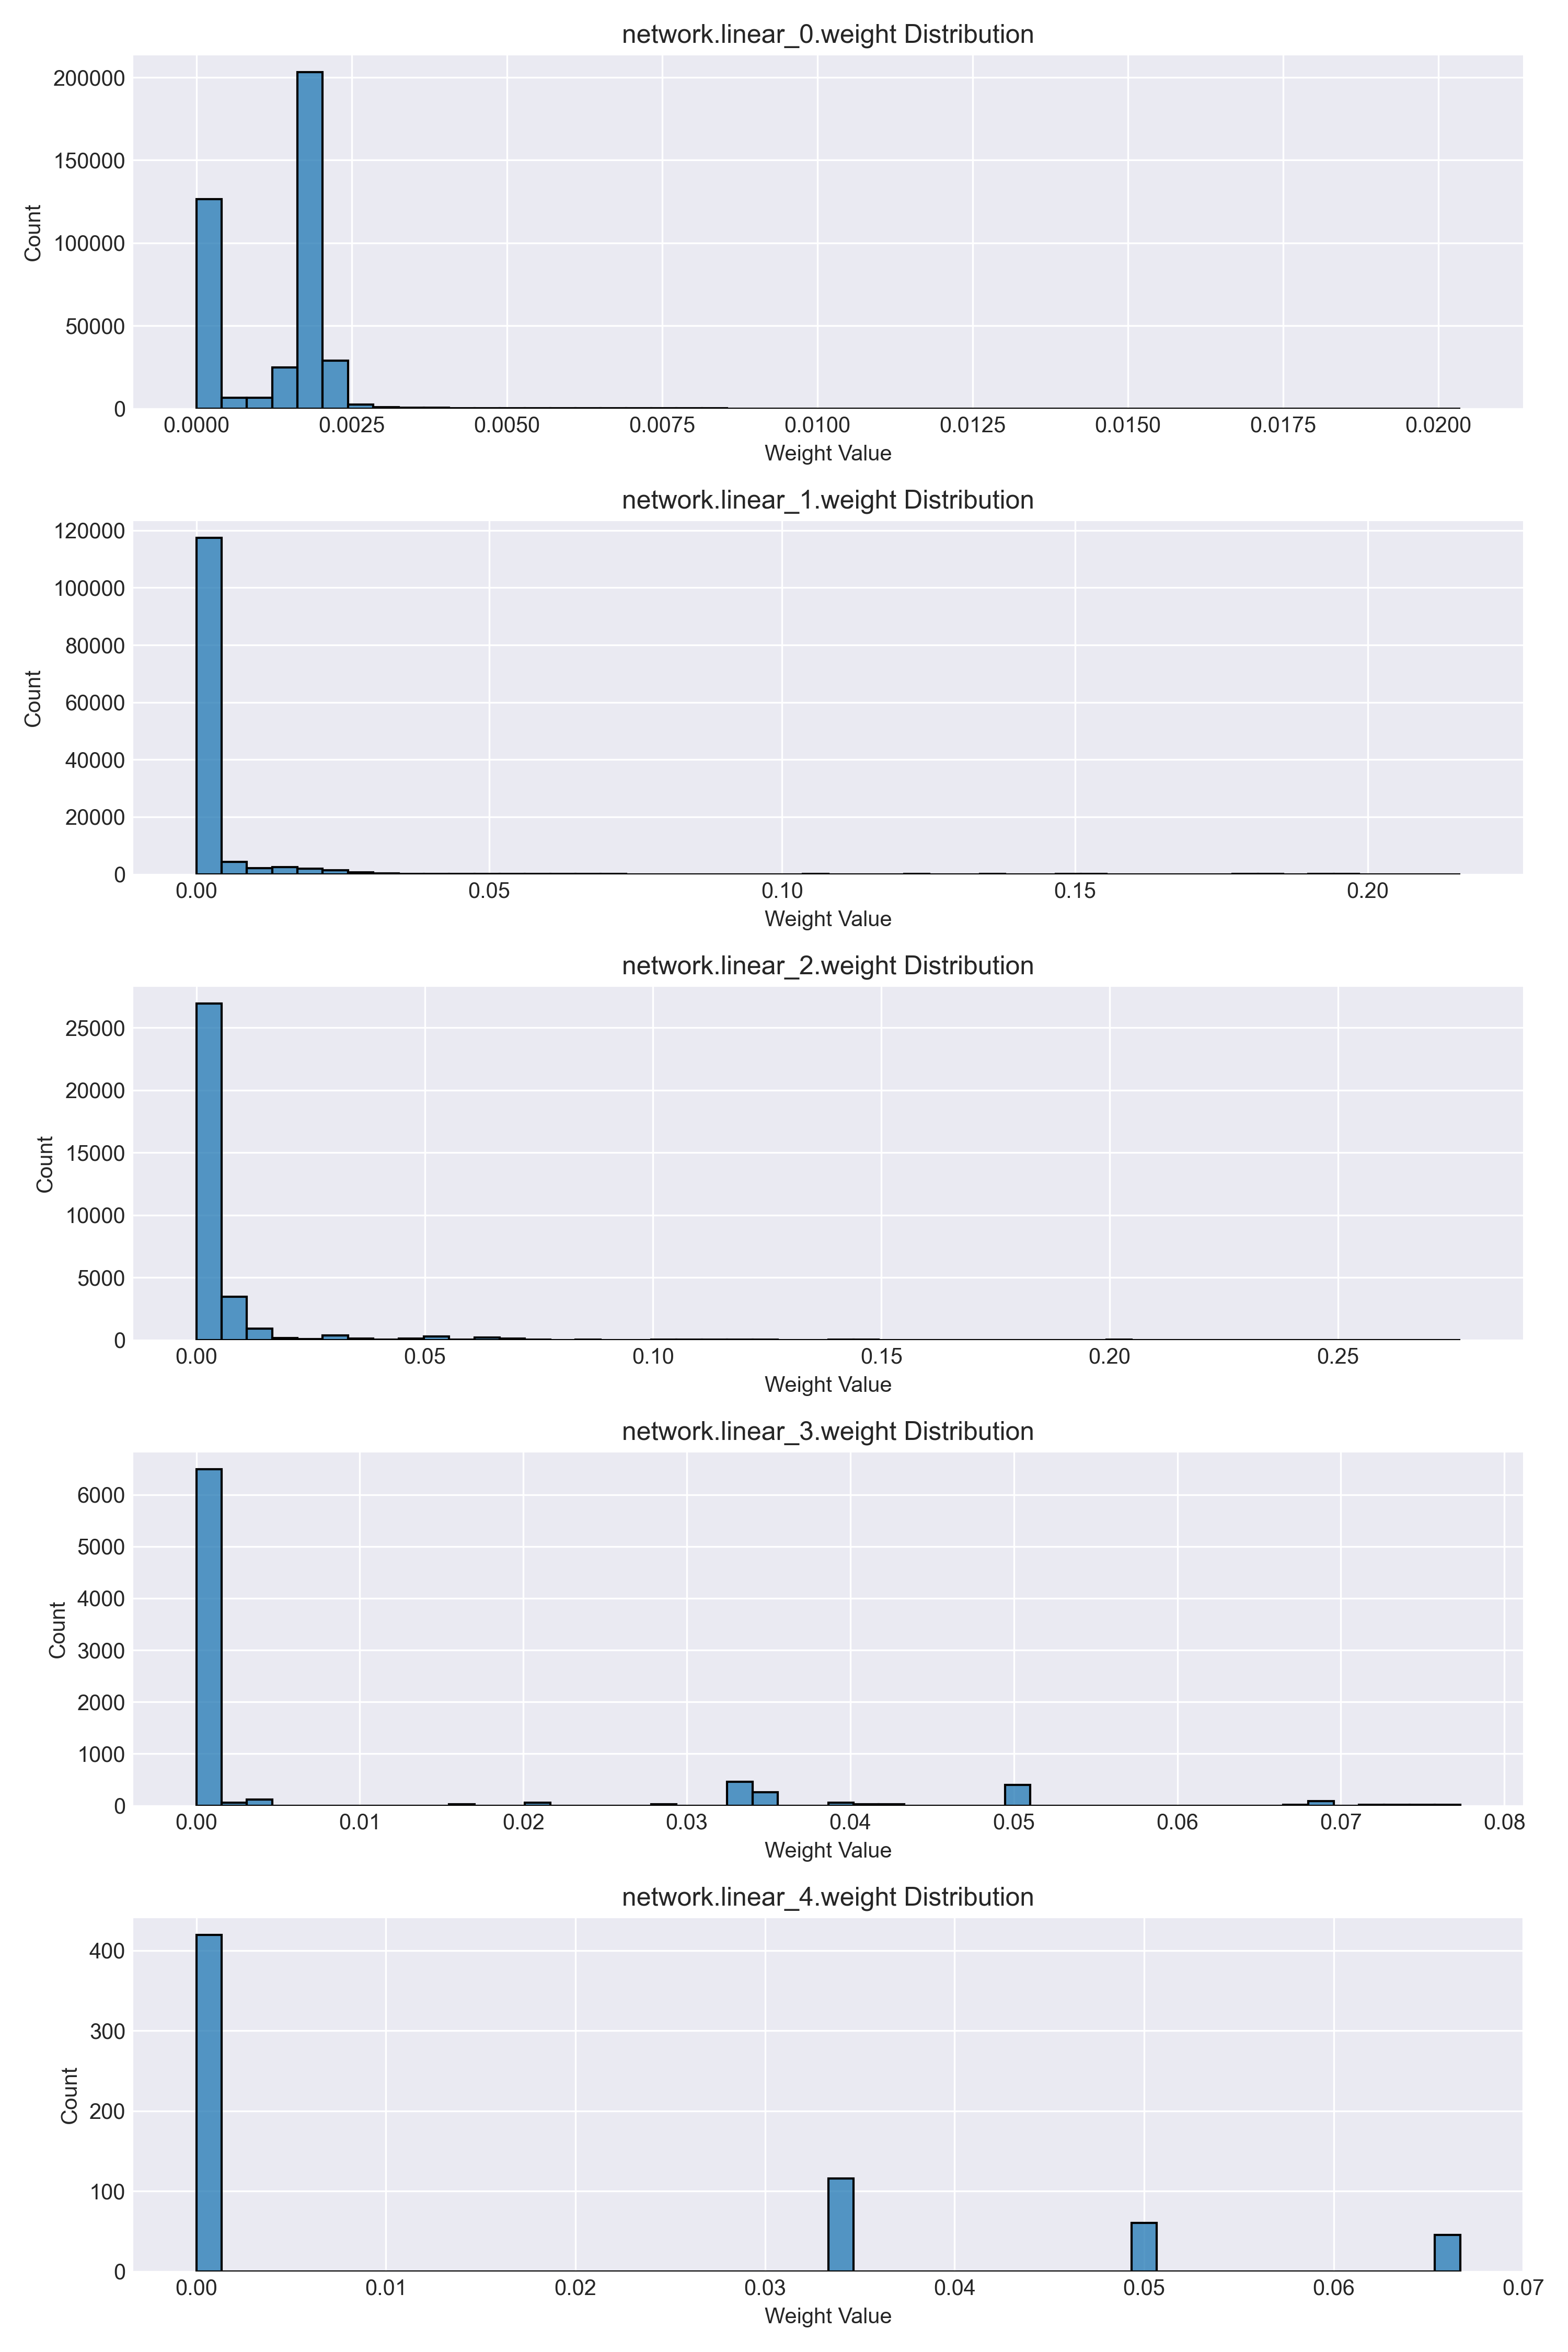 network.linear_0.weight Distribution
200000
150000
100000
50000
0
Count
0.0000 0.0025 0.0050 0.0075 0.0100 0.0125 0.0150 0.0175 0.0200
Weight Value
network.linear_1.weight Distribution
120000
100000
80000
60000
40000
20000
0
Count
0.00 0.05 0.10 0.15 0.20
Weight Value
network.linear_2.weight Distribution
25000
20000
15000
10000
5000
0
Count
0.00 0.05 0.10 0.15 0.20 0.25
Weight Value
network.linear_3.weight Distribution
6000
5000
4000
3000
2000
1000
0
Count
0.00 0.01 0.02 0.03 0.04 0.05 0.06 0.07 0.08
Weight Value
network.linear_4.weight Distribution
400
300
200
100
0
Count
0.00 0.01 0.02 0.03 0.04 0.05 0.06 0.07
Weight Value